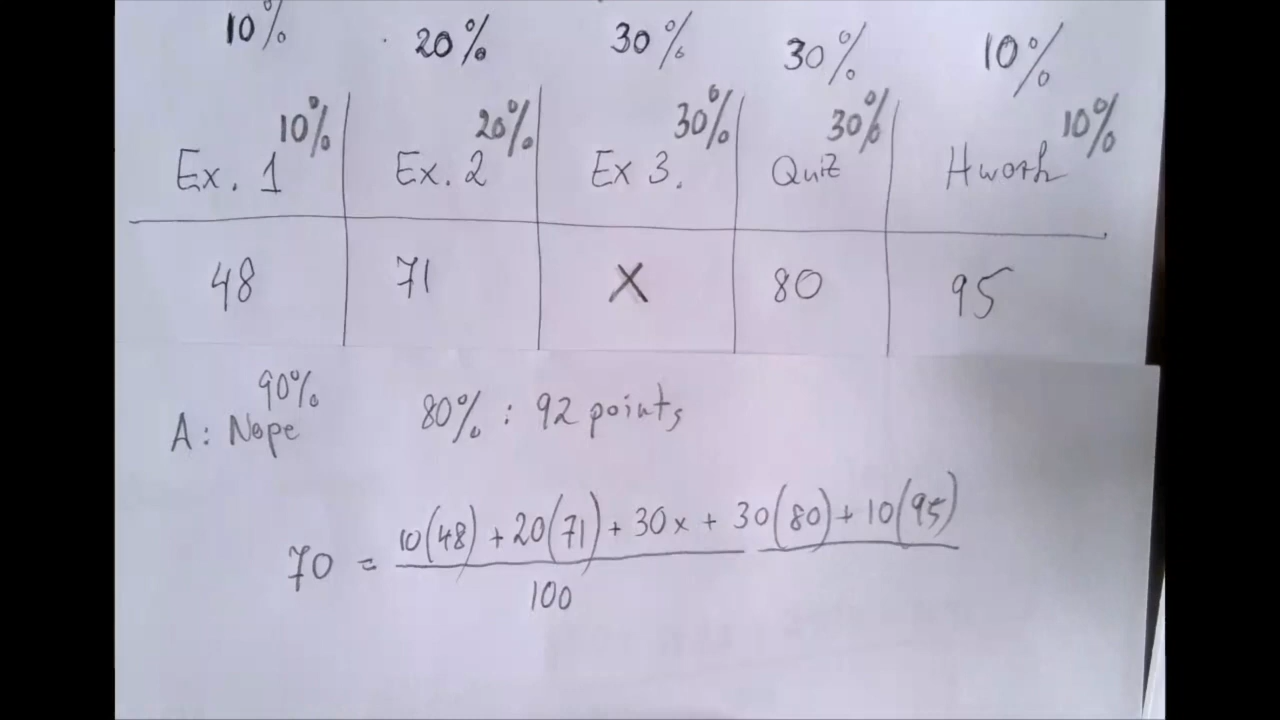 10% 20% 30% 30% 10%
10% 20% 30% 30% 10%
Ex. 1 Ex. 2 Ex 3. Quiz Hwork
48 71 X 80 95
90%
A: Nope 80% : 92 points
70 = 10(48) + 20(71) + 30x + 30(80) + 10(95)
100